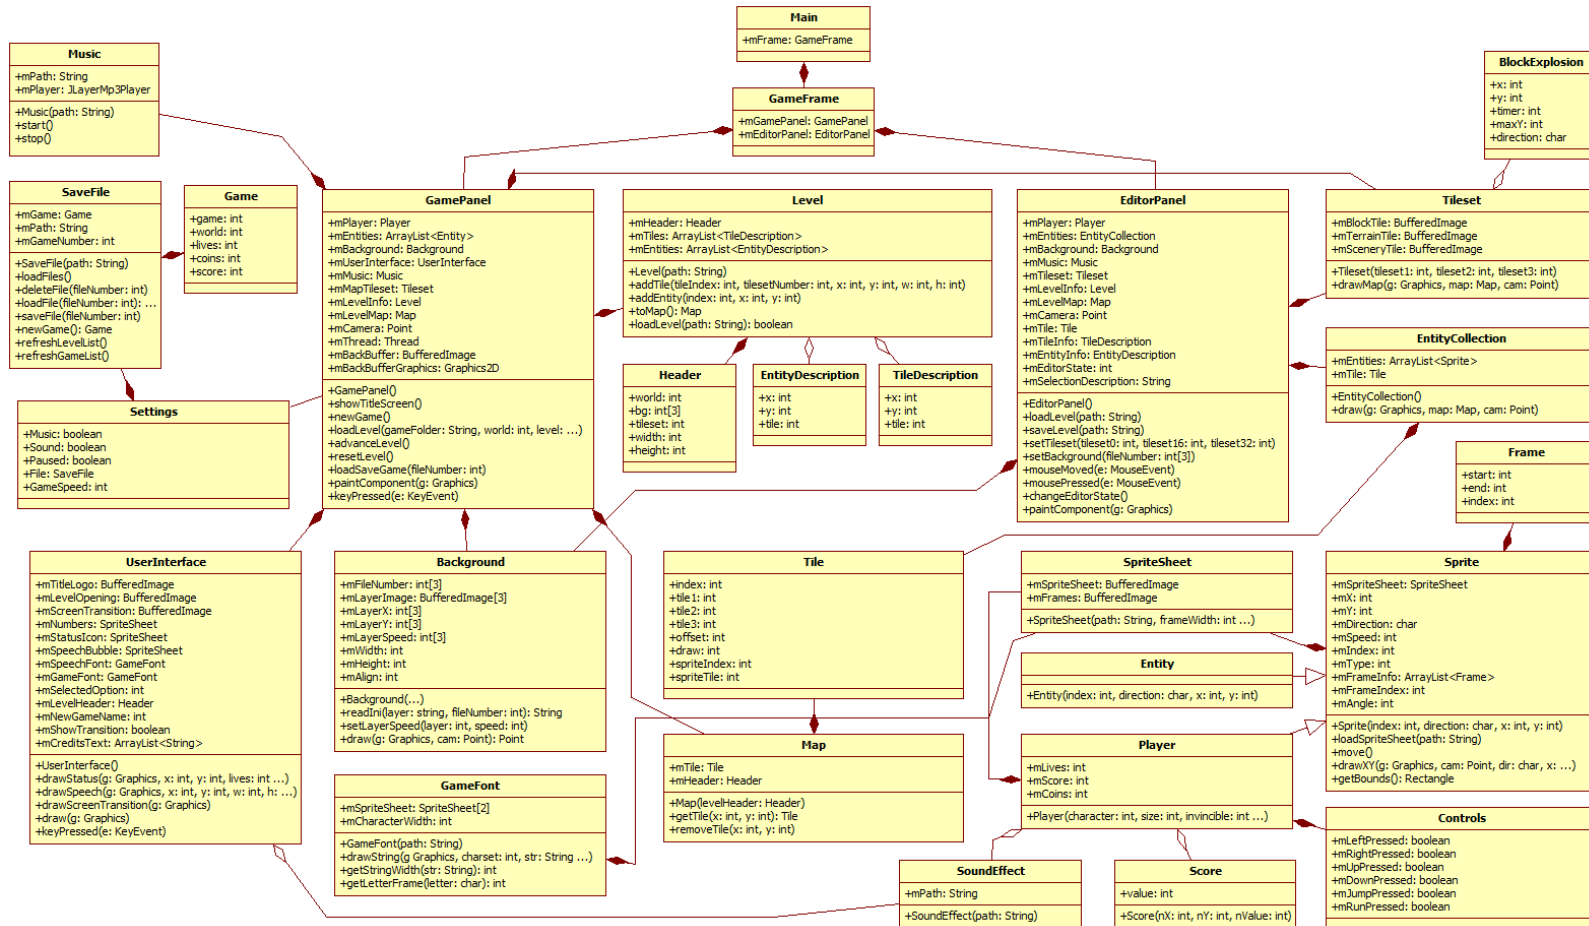 Main
+mFrame: GameFrame
Music
+mPath: String
+mPlayer: JLayerMp3Player
+Music(path: String)
+start()
+stop()
GameFrame
+mGamePanel: GamePanel
+mEditorPanel: EditorPanel
BlockExplosion
+x: int
+y: int
+timer: int
+maxY: int
+direction: char
SaveFile
+mGame: Game
+mPath: String
+mGameNumber: int
+SaveFile(path: String)
+loadFiles()
+deleteFile(fileNumber: int)
+loadFile(fileNumber: int): ...
+saveFile(fileNumber: int)
+newGame(): Game
+refreshLevelList()
+refreshGameList()
Game
+game: int
+world: int
+lives: int
+coins: int
+score: int
GamePanel
+mPlayer: Player
+mEntities: ArrayList<Entity>
+mBackground: Background
+mUserInterface: UserInterface
+mMusic: Music
+mMapTileset: Tileset
+mLevelInfo: Level
+mLevelMap: Map
+mCamera: Point
+mThread: Thread
+mBackBuffer: BufferedImage
+mBackBufferGraphics: Graphics2D
+GamePanel()
+showTitleScreen()
+newGame()
+loadLevel(gameFolder: String, world: int, level: ...)
+advanceLevel()
+resetLevel()
+loadSaveGame(fileNumber: int)
+paintComponent(g: Graphics)
+keyPressed(e: KeyEvent)
Level
+mHeader: Header
+mTiles: ArrayList<TileDescription>
+mEntities: ArrayList<EntityDescription>
+Level(path: String)
+addTile(tileIndex: int, tilesetNumber: int, x: int, y: int, w: int, h: int)
+addEntity(index: int, x: int, y: int)
+toMap(): Map
+loadLevel(path: String): boolean
EditorPanel
+mPlayer: Player
+mEntities: EntityCollection
+mBackground: Background
+mMusic: Music
+mTileset: Tileset
+mLevelInfo: Level
+mLevelMap: Map
+mCamera: Point
+mTile: Tile
+mTileInfo: TileDescription
+mEntityInfo: EntityDescription
+mEditorState: int
+mSelectionDescription: String
+EditorPanel()
+loadLevel(path: String)
+saveLevel(path: String)
+setTileset(tileset0: int, tileset16: int, tileset32: int)
+setBackground(fileNumber: int[3])
+mouseMoved(e: MouseEvent)
+mousePressed(e: MouseEvent)
+changeEditorState()
+paintComponent(g: Graphics)
Tileset
+mBlockTile: BufferedImage
+mTerrainTile: BufferedImage
+mSceneryTile: BufferedImage
+Tileset(tileset1: int, tileset2: int, tileset3: int)
+drawMap(g: Graphics, map: Map, cam: Point)
EntityCollection
+mEntities: ArrayList<Sprite>
+mTile: Tile
+EntityCollection()
+draw(g: Graphics, map: Map, cam: Point)
Header
+world: int
+bg: int[3]
+tileset: int
+width: int
+height: int
EntityDescription
+x: int
+y: int
+tile: int
TileDescription
+x: int
+y: int
+tile: int
Settings
+Music: boolean
+Sound: boolean
+Paused: boolean
+File: SaveFile
+GameSpeed: int
Frame
+start: int
+end: int
+index: int
UserInterface
+mTitleLogo: BufferedImage
+mLevelOpening: BufferedImage
+mScreenTransition: BufferedImage
+mNumbers: SpriteSheet
+mStatusIcon: SpriteSheet
+mSpeechBubble: SpriteSheet
+mSpeechFont: GameFont
+mGameFont: GameFont
+mSelectedOption: int
+mLevelHeader: Header
+mNewGameName: int
+mShowTransition: boolean
+mCreditsText: ArrayList<String>
+UserInterface()
+drawStatus(g: Graphics, x: int, y: int, lives: int ...)
+drawSpeech(g: Graphics, x: int, y: int, w: int, h: ...)
+drawScreenTransition(g: Graphics)
+draw(g: Graphics)
+keyPressed(e: KeyEvent)
Background
+mFileNumber: int[3]
+mLayerImage: BufferedImage[3]
+mLayerX: int[3]
+mLayerY: int[3]
+mLayerSpeed: int[3]
+mWidth: int
+mHeight: int
+mAlign: int
+Background(...)
+readIni(layer: string, fileNumber: int): String
+setLayerSpeed(layer: int, speed: int)
+draw(g: Graphics, cam: Point): Point
Tile
+index: int
+tile1: int
+tile2: int
+tile3: int
+offset: int
+draw: int
+spriteIndex: int
+spriteTile: int
SpriteSheet
+mSpriteSheet: BufferedImage
+mFrames: BufferedImage
+SpriteSheet(path: String, frameWidth: int ...)
Sprite
+mSpriteSheet: SpriteSheet
+mX: int
+mY: int
+mDirection: char
+mSpeed: int
+mIndex: int
+mType: int
+mFrameInfo: ArrayList<Frame>
+mFrameIndex: int
+mAngle: int
+Sprite(index: int, direction: char, x: int, y: int)
+loadSpriteSheet(path: String)
+move()
+drawXY(g: Graphics, cam: Point, dir: char, x: ...)
+getBounds(): Rectangle
Entity
+Entity(index: int, direction: char, x: int, y: int)
Map
+mTile: Tile
+mHeader: Header
+Map(levelHeader: Header)
+getTile(x: int, y: int): Tile
+removeTile(x: int, y: int)
Player
+mLives: int
+mScore: int
+mCoins: int
+Player(character: int, size: int, invincible: int ...)
GameFont
+mSpriteSheet: SpriteSheet[2]
+mCharacterWidth: int
+GameFont(path: String)
+drawString(g Graphics, charset: int, str: String ...)
+getStringWidth(str: String): int
+getLetterFrame(letter: char): int
Controls
+mLeftPressed: boolean
+mRightPressed: boolean
+mUpPressed: boolean
+mDownPressed: boolean
+mJumpPressed: boolean
+mRunPressed: boolean
SoundEffect
+mPath: String
+SoundEffect(path: String)
Score
+value: int
+Score(nX: int, nY: int, nValue: int)